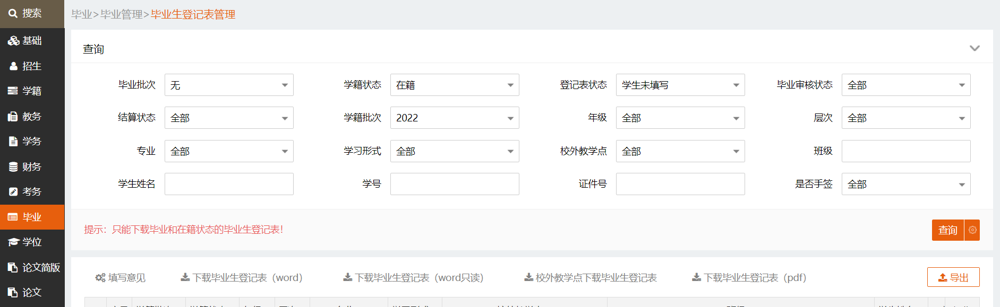 搜索
基础
招生
学籍
教务
学务
财务
考务
毕业
学位
论文简版
论文
毕业>毕业管理>毕业生登记表管理
查询
毕业批次 无 学籍状态 在籍 登记表状态 学生未填写 毕业审核状态 全部
结算状态 全部 学籍批次 2022 年级 全部 层次 全部
专业 全部 学习形式 全部 校外教学点 全部 班级
学生姓名 学号 证件号 是否手签 全部
提示：只能下载毕业和在籍状态的毕业生登记表！ 查询
填写意见 下载毕业生登记表（word） 下载毕业生登记表（word只读） 校外教学点下载毕业生登记表 下载毕业生登记表（pdf） 导出